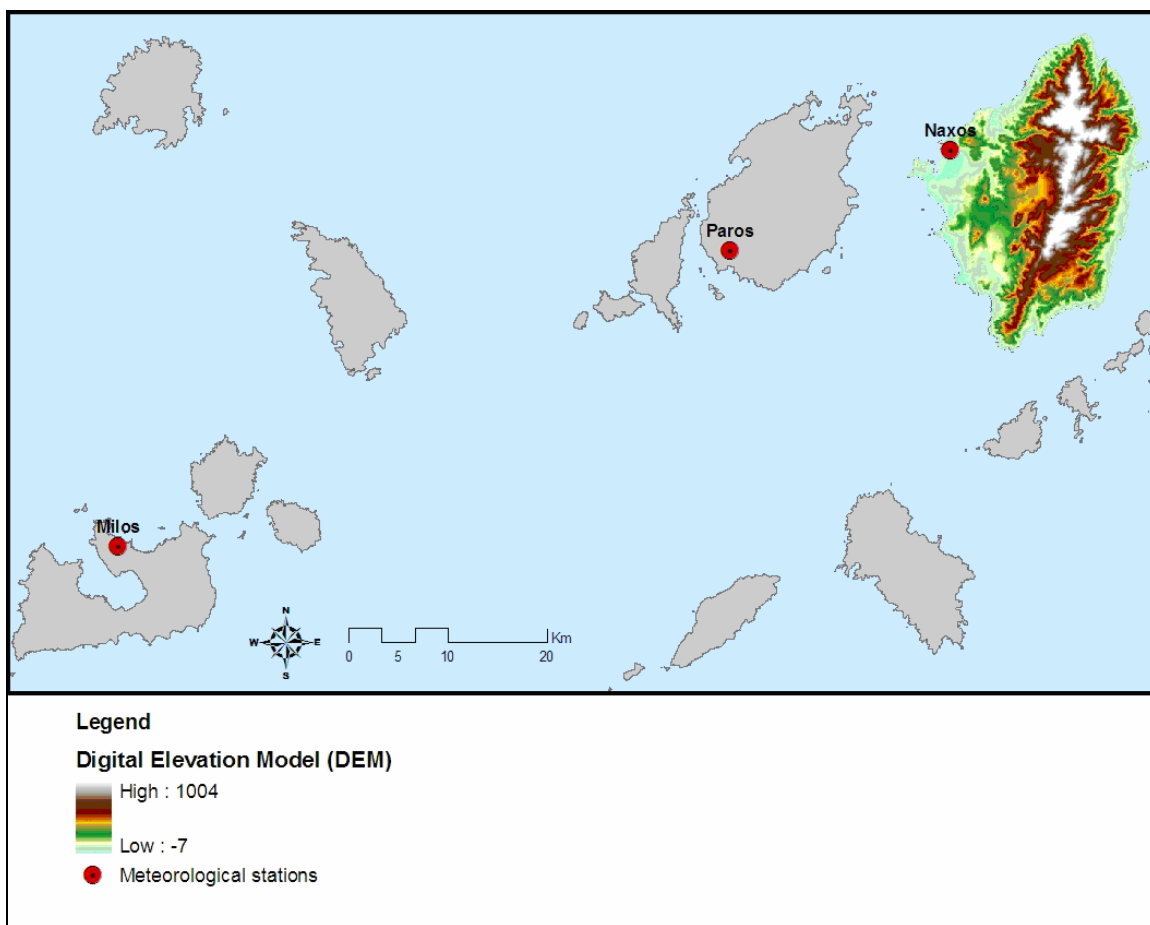 Naxos
Paros
Milos
N
W E
S
Km
0 5 10 20
Legend
Digital Elevation Model (DEM)
High : 1004
Low : -7
Meteorological stations